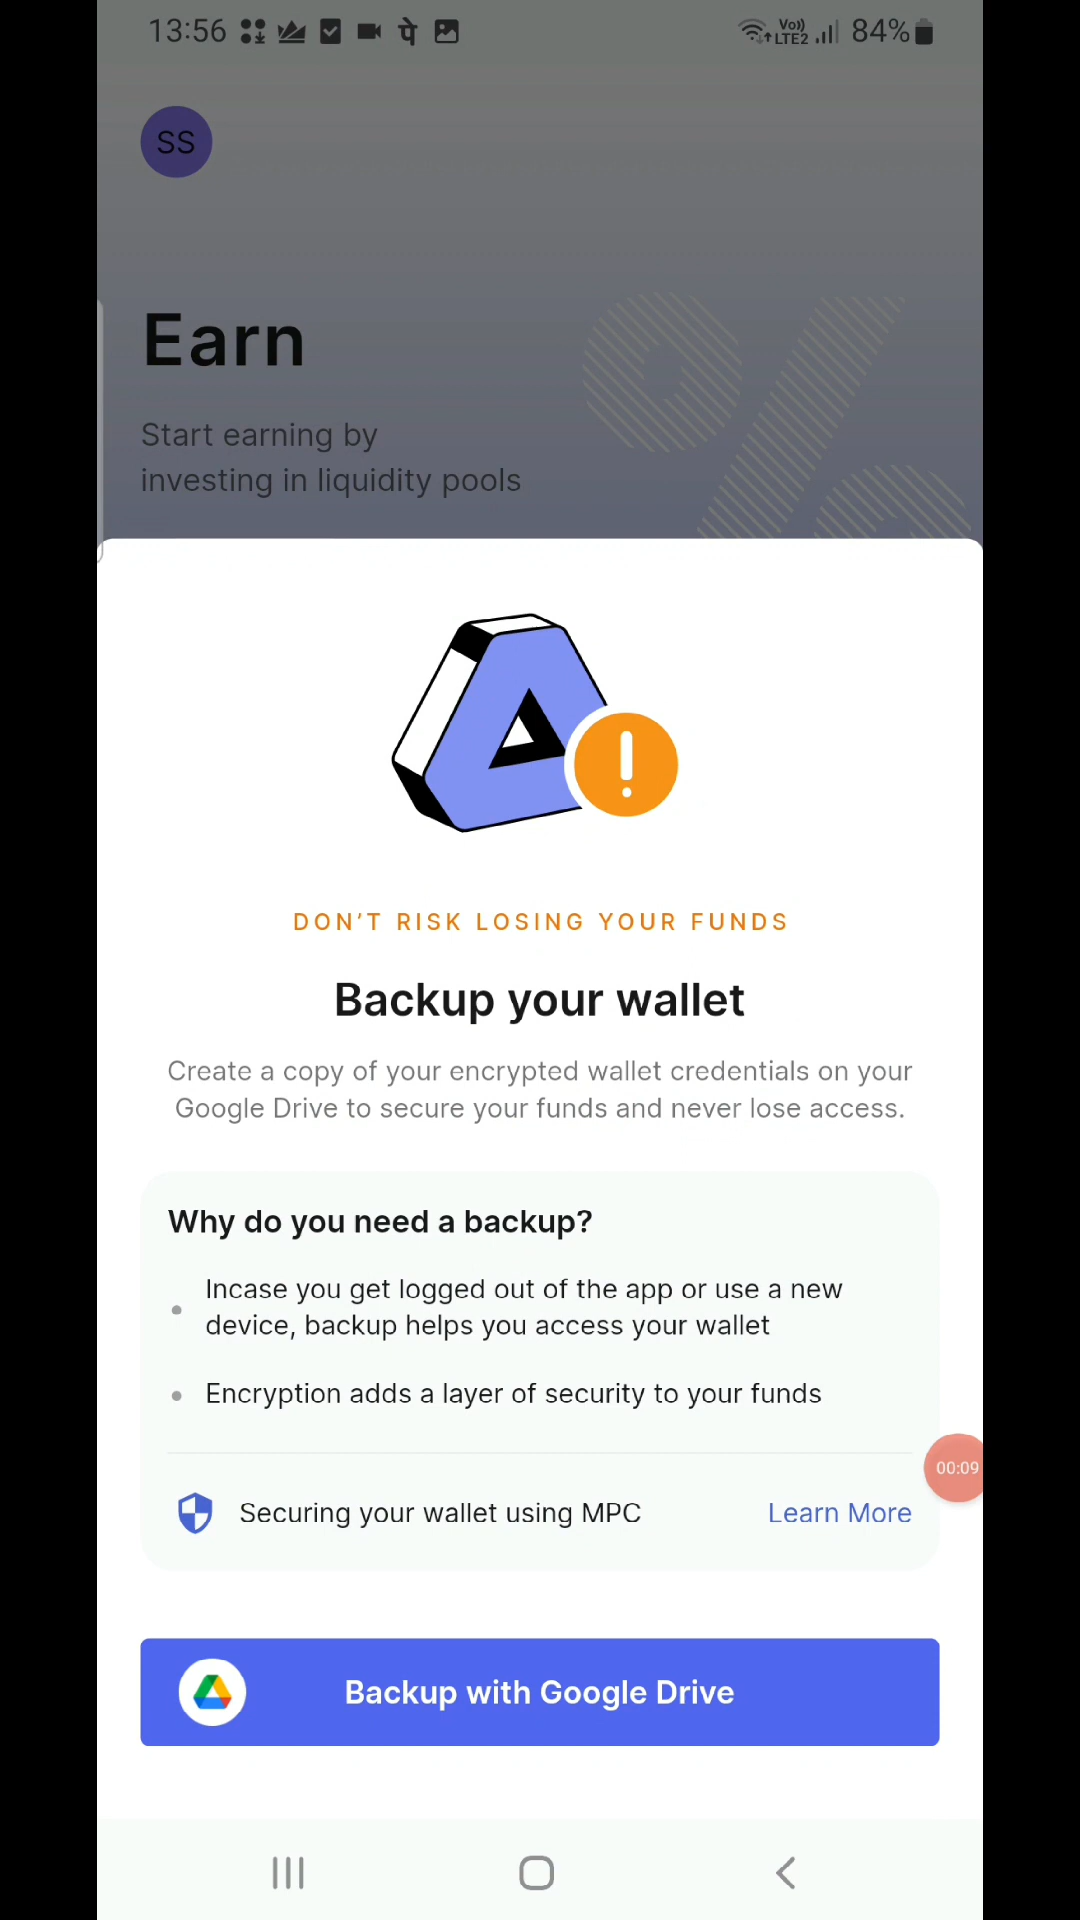 13:56
Vo)) LTE2
84%
SS
Earn
Start earning by
investing in liquidity pools
DON’T RISK LOSING YOUR FUNDS
Backup your wallet
Create a copy of your encrypted wallet credentials on your
Google Drive to secure your funds and never lose access.
Why do you need a backup?
Incase you get logged out of the app or use a new
device, backup helps you access your wallet
Encryption adds a layer of security to your funds
00:09
Securing your wallet using MPC
Learn More
Backup with Google Drive